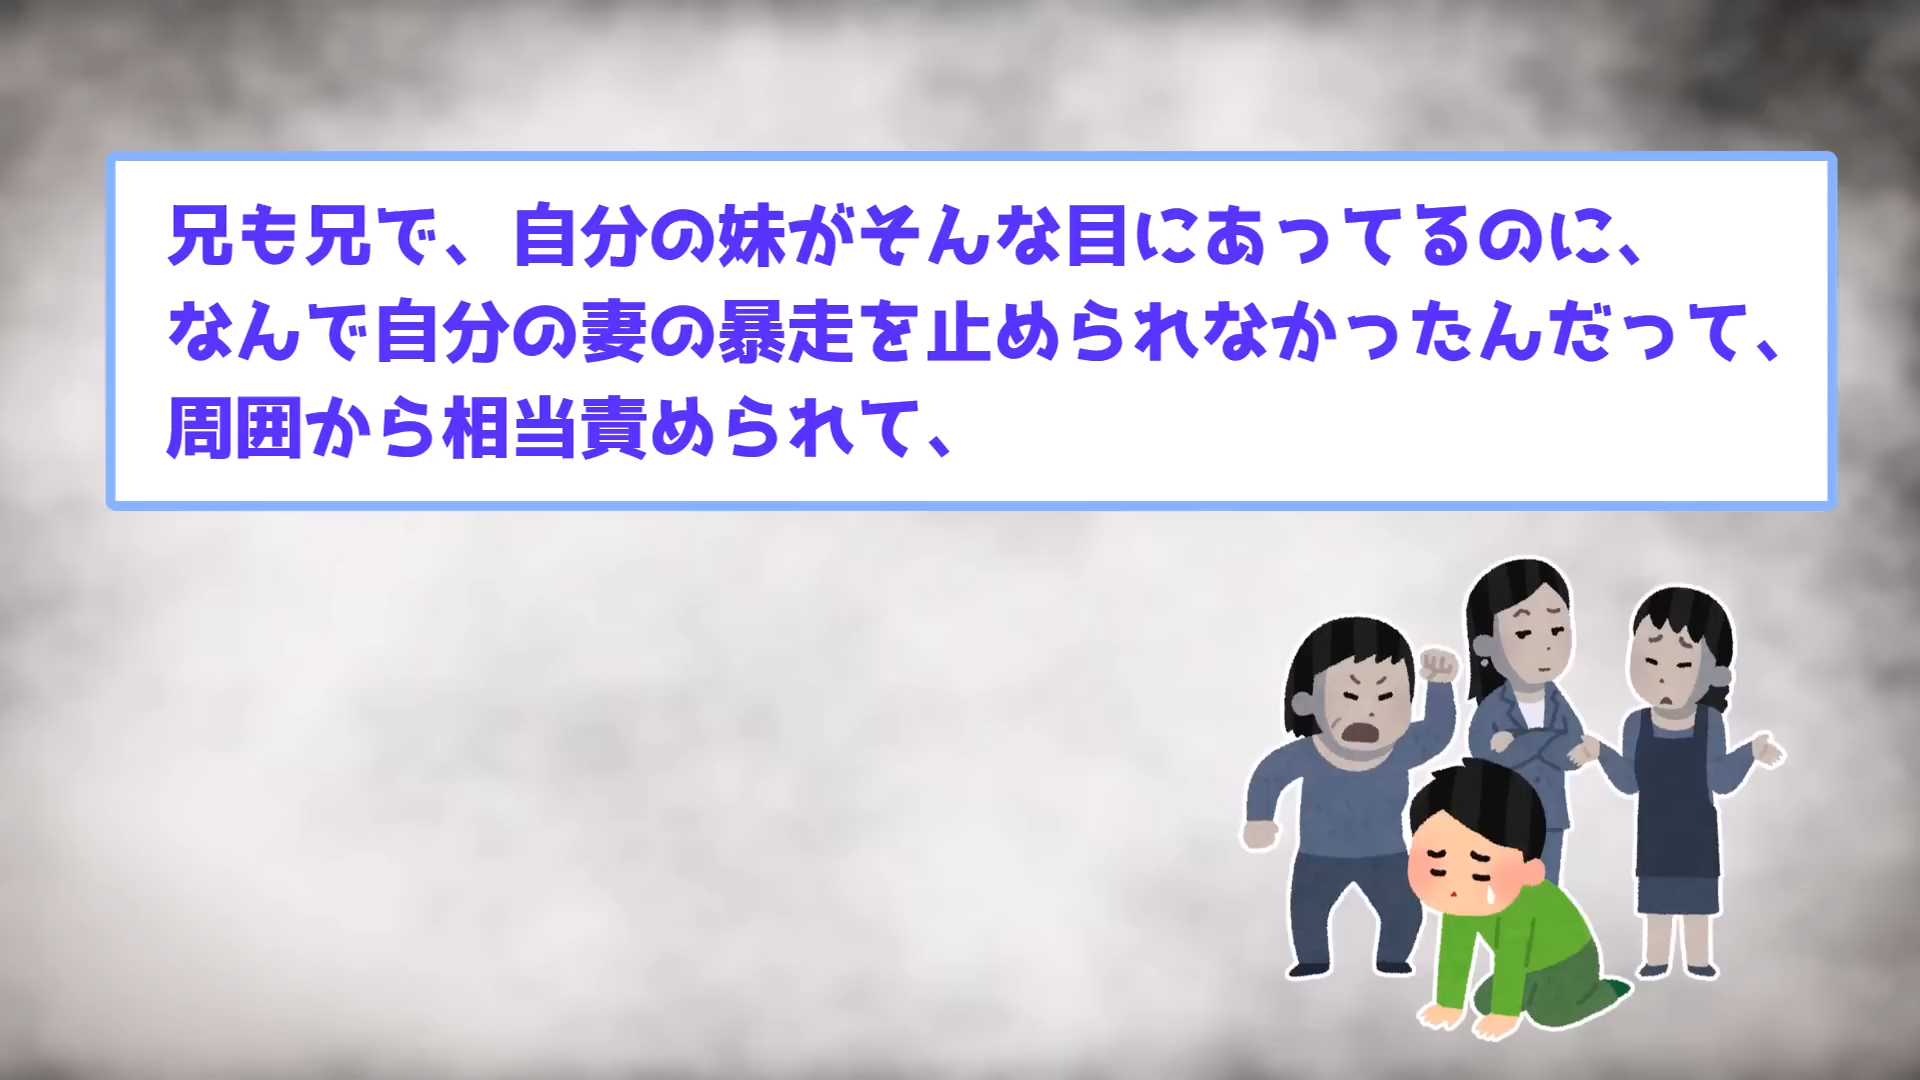 兄も兄で、自分の妹がそんな目にあってるのに、
なんで自分の妻の暴走を止められなかったんだって、
周囲から相当責められて、